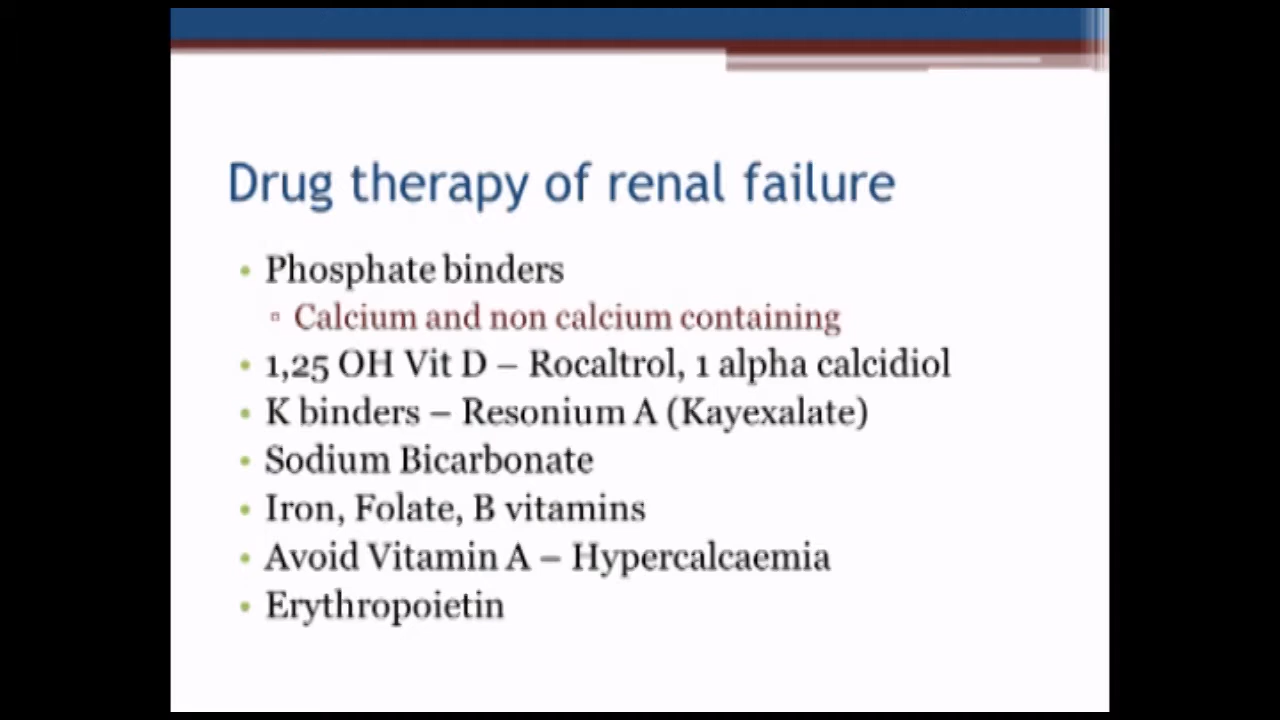 Drug therapy of renal failure
• Phosphate binders
▫ Calcium and non calcium containing
• 1,25 OH Vit D – Rocaltrol, 1 alpha calcidiol
• K binders – Resonium A (Kayexalate)
• Sodium Bicarbonate
• Iron, Folate, B vitamins
• Avoid Vitamin A – Hypercalcaemia
• Erythropoietin